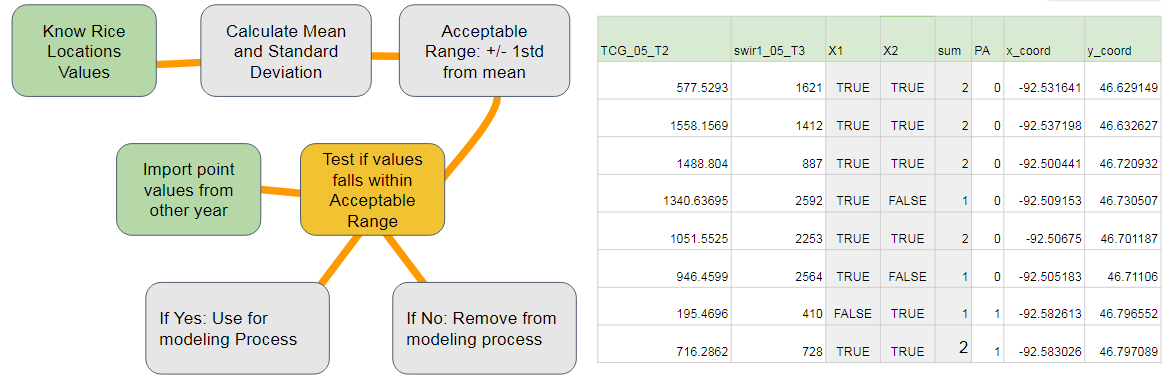 Know Rice
Locations
Values
Calculate Mean
and Standard
Deviation
Acceptable
Range: +/- 1std
from mean
Import point
values from
other year
Test if values
falls within
Acceptable
Range
If Yes: Use for
modeling Process
If No: Remove from
modeling process
TCG_05_T2 swir1_05_T3 X1 X2 sum PA x_coord y_coord
577.5293 1621 TRUE TRUE 2 0 -92.531641 46.629149
1558.1569 1412 TRUE TRUE 2 0 -92.537198 46.632627
1488.804 887 TRUE TRUE 2 0 -92.500441 46.720932
1340.63695 2592 TRUE FALSE 1 0 -92.509153 46.730507
1051.5525 2253 TRUE TRUE 2 0 -92.50675 46.701187
946.4599 2564 TRUE FALSE 1 0 -92.505183 46.71106
195.4696 410 FALSE TRUE 1 1 -92.582613 46.796552
716.2862 728 TRUE TRUE 2 1 -92.583026 46.797089